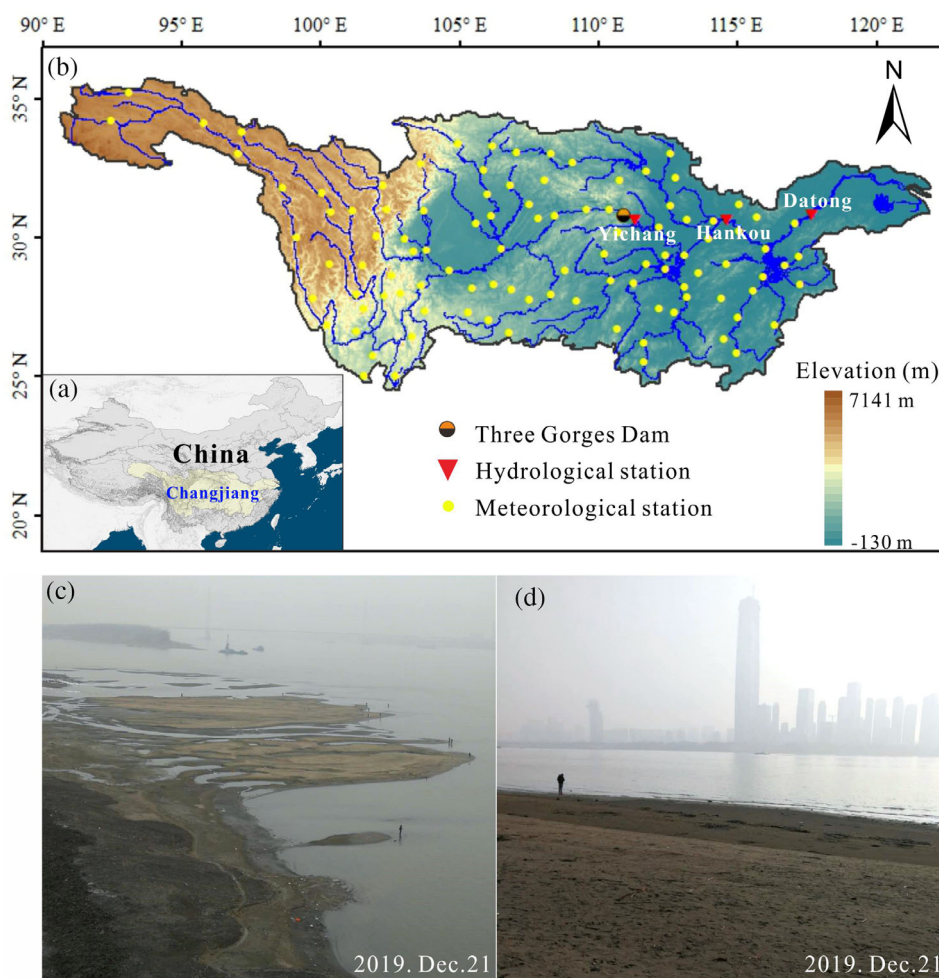 90° E
95° E
100° E
105° E
110° E
115° E
120° E
(b)
N
35° N
30° N
25° N
20° N
Datong
Yichang
Hankou
Elevation (m)
7141 m
-130 m
(a)
China
Changjiang
Three Gorges Dam
Hydrological station
Meteorological station
(c)
2019. Dec.21
(d)
2019. Dec.21